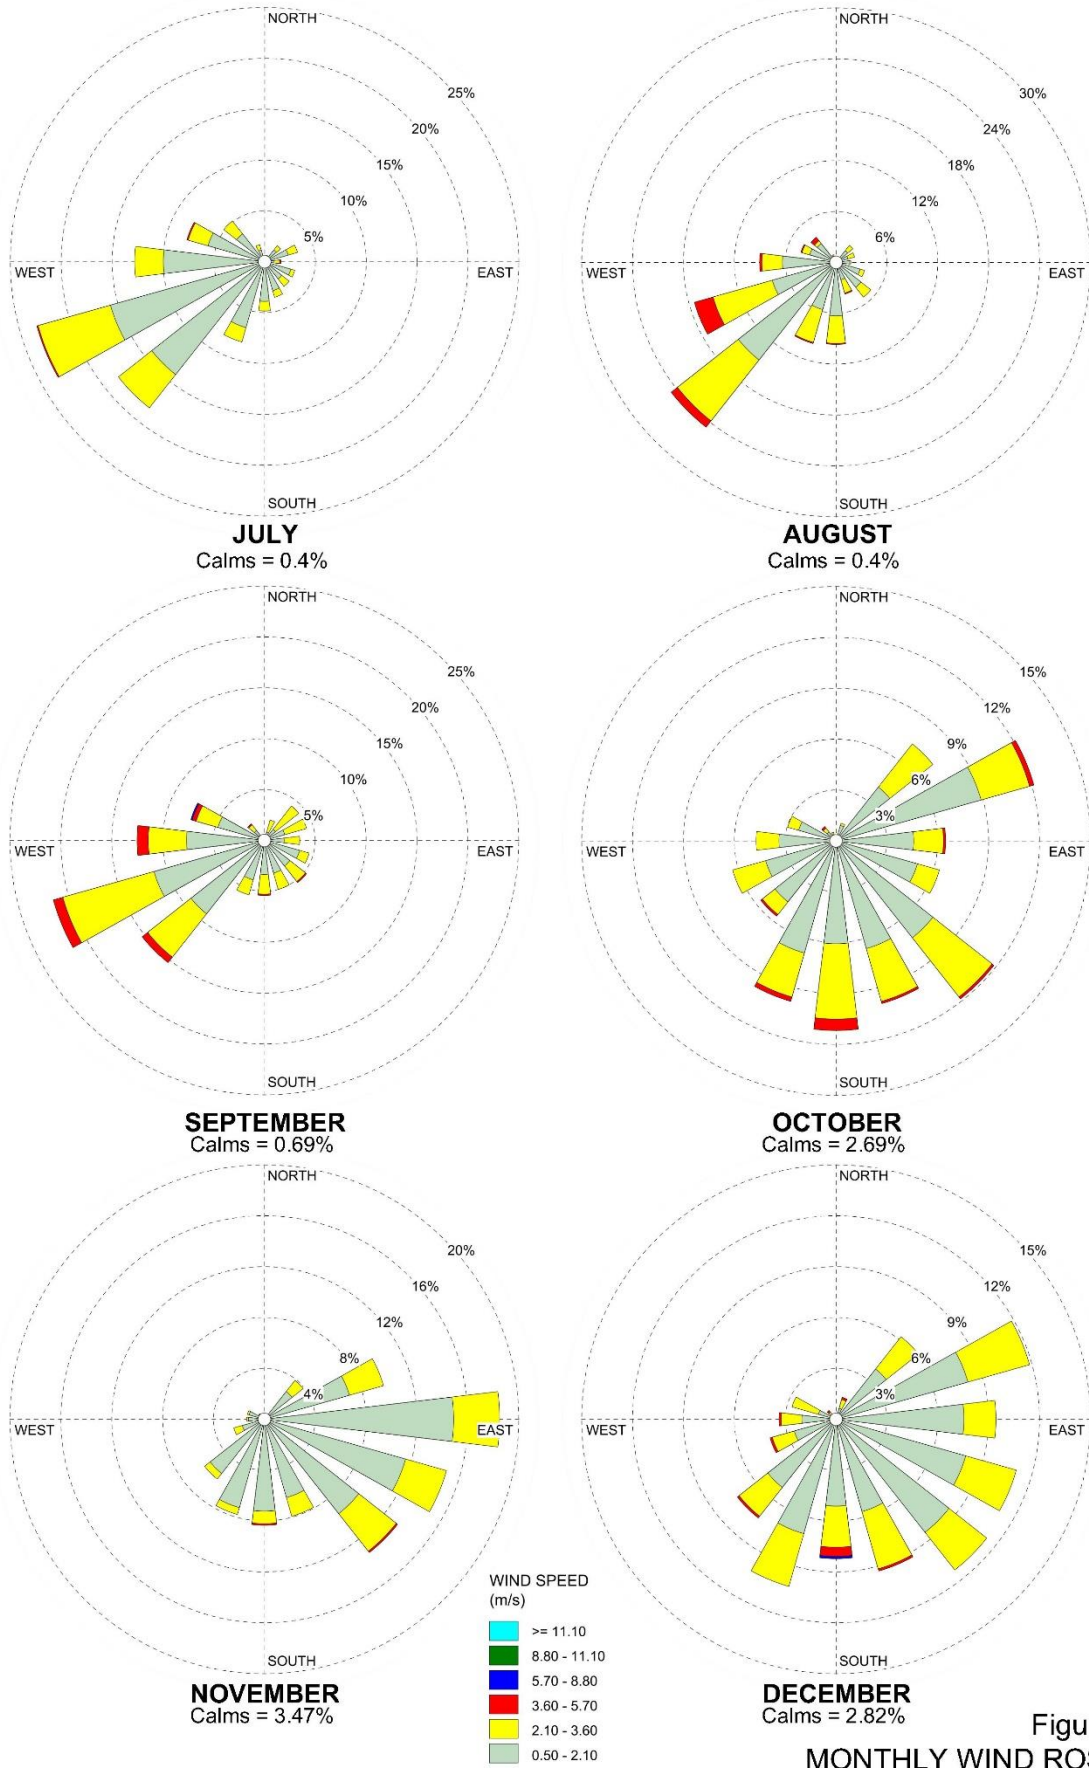 NORTH
25%
20%
15%
10%
5%
WEST
EAST
SOUTH
JULY
Calms = 0.4%
NORTH
30%
24%
18%
12%
6%
WEST
EAST
SOUTH
AUGUST
Calms = 0.4%
NORTH
25%
20%
15%
10%
5%
WEST
EAST
SOUTH
SEPTEMBER
Calms = 0.69%
NORTH
15%
12%
9%
6%
3%
WEST
EAST
SOUTH
OCTOBER
Calms = 2.69%
NORTH
20%
16%
12%
8%
4%
WEST
EAST
SOUTH
NOVEMBER
Calms = 3.47%
NORTH
15%
12%
9%
6%
3%
WEST
EAST
SOUTH
DECEMBER
Calms = 2.82%
WIND SPEED
(m/s)
>= 11.10
8.80 - 11.10
5.70 - 8.80
3.60 - 5.70
2.10 - 3.60
0.50 - 2.10
Figu
MONTHLY WIND ROS